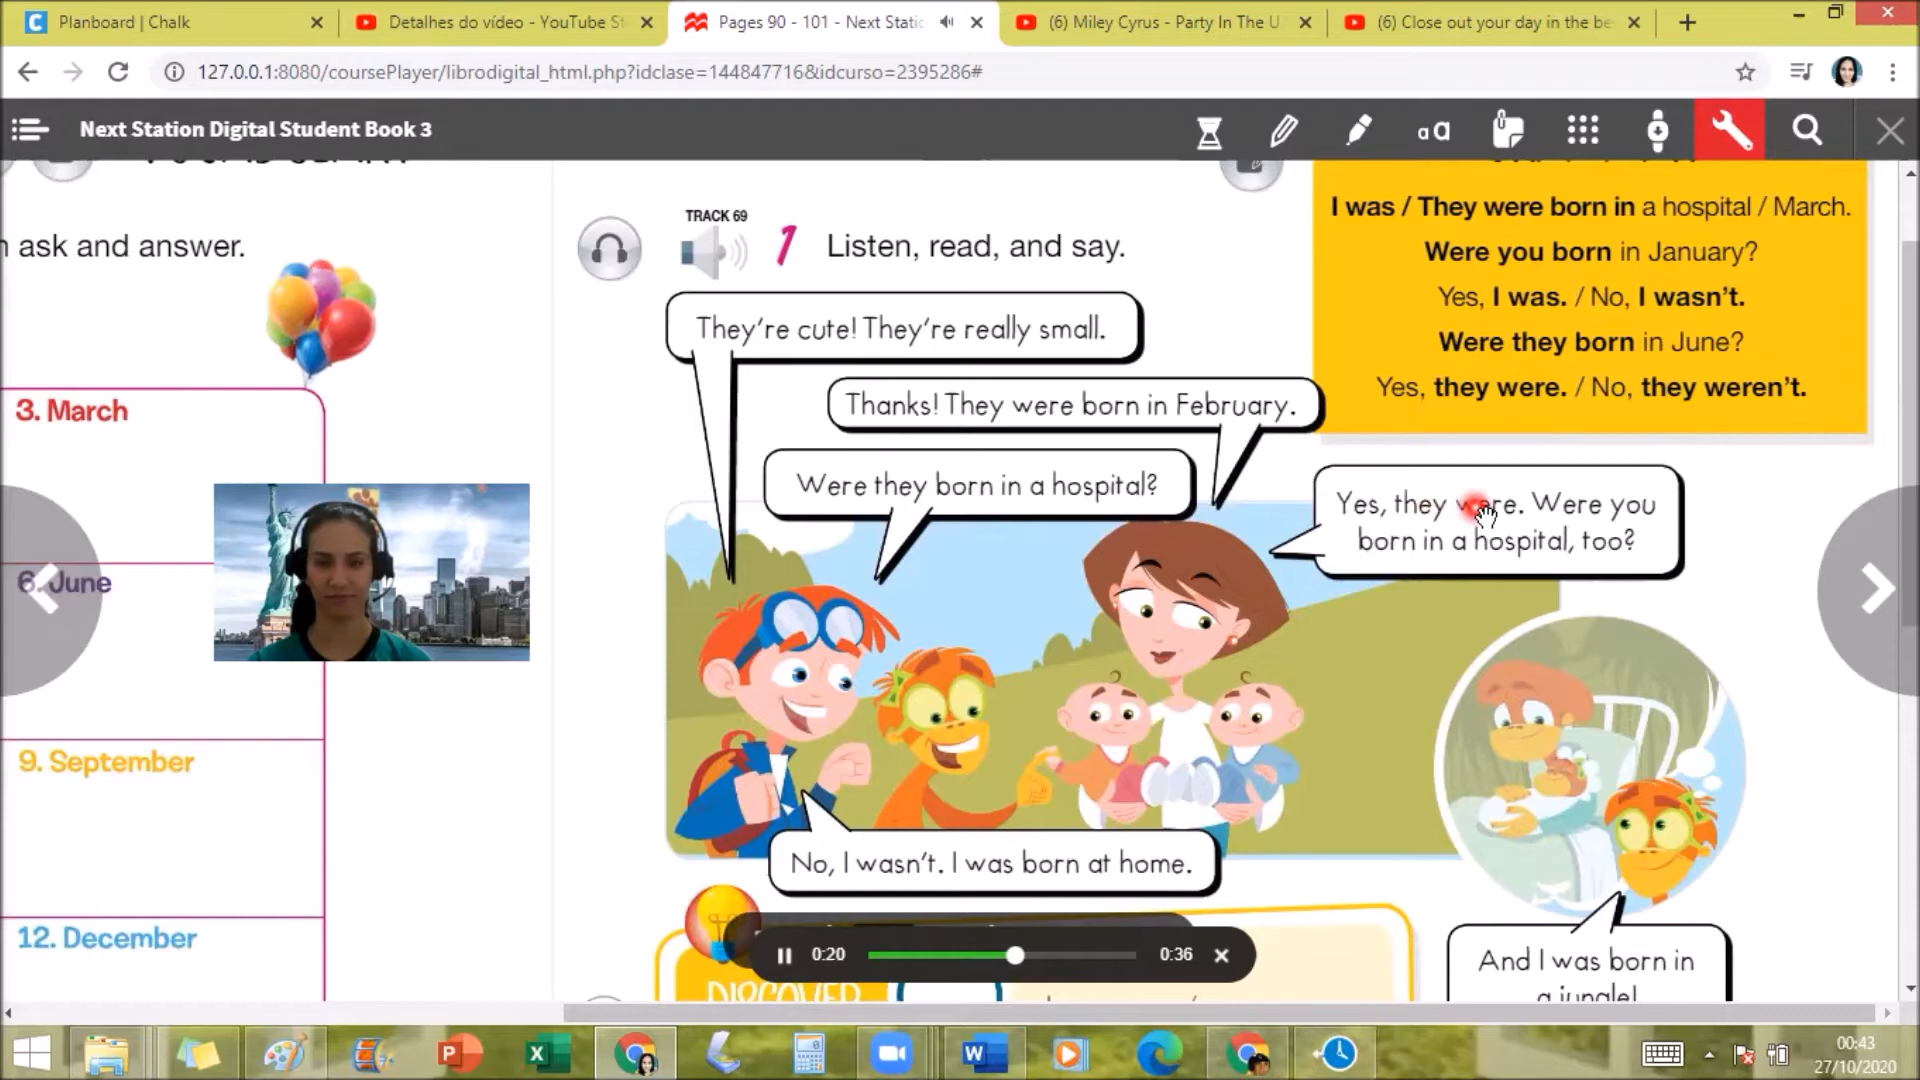 Planboard | Chalk
Detalhes do vídeo - YouTube St
Pages 90 - 101 - Next Static
(6) Miley Cyrus - Party In The U
(6) Close out your day in the be
127.0.0.1:8080/coursePlayer/librodigital_html.php?idclase=144847716&idcurso=2395286#
Next Station Digital Student Book 3
a a
ask and answer.
3. March
6. June
9. September
12. December
TRACK 69
1 Listen, read, and say.
I was / They were born in a hospital / March.
Were you born in January?
Yes, I was. / No, I wasn't.
Were they born in June?
Yes, they were. / No, they weren't.
They're cute! They're really small.
Thanks! They were born in February.
Were they born in a hospital?
Yes, they were. Were you
born in a hospital, too?
No, I wasn't. I was born at home.
And I was born in
a jungle!
0:20
0:36
DISCOVER
00:43
27/10/2020